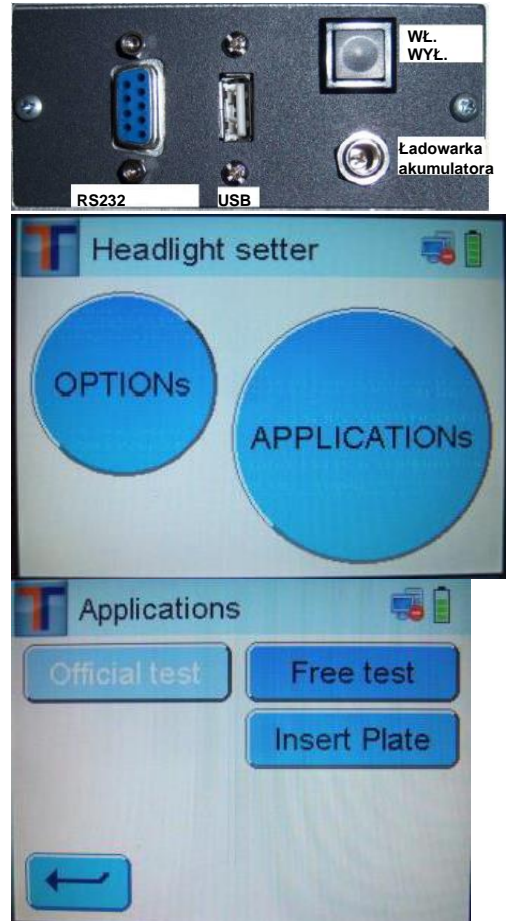 WŁ.
WYŁ.
Ładowarka
akumulatora
RS232
USB
Headlight setter
OPTIONs
APPLICATIONs
Applications
Official test
Free test
Insert Plate